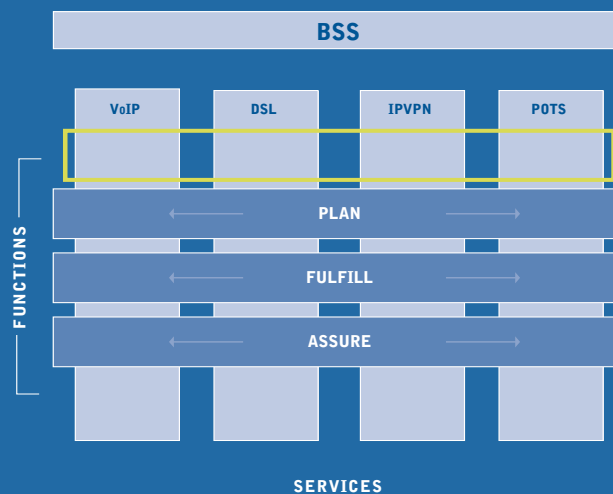 BSS
VoIP DSL IPVPN POTS
PLAN
FULFILL
ASSURE
FUNCTIONS
SERVICES